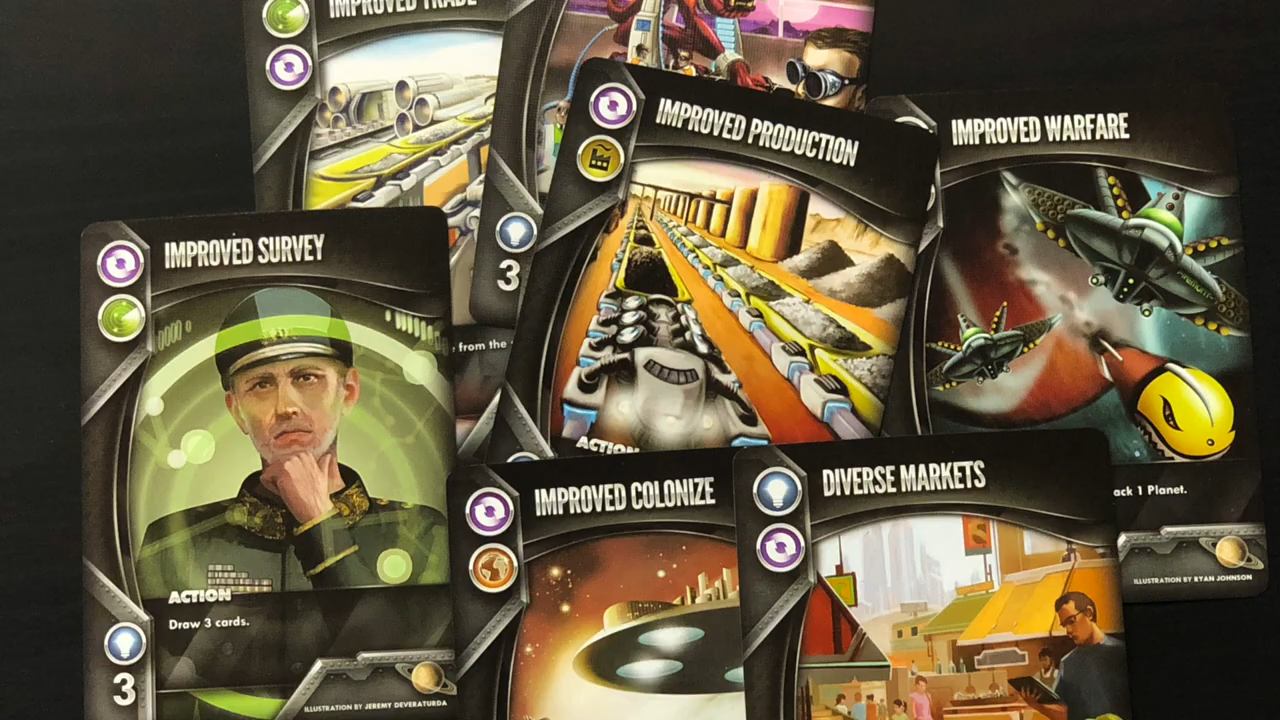 IMPROVED TRADE
IMPROVED PRODUCTION
IMPROVED WARFARE
IMPROVED SURVEY
3
from the
ACTION
ack 1 Planet.
IMPROVED COLONIZE
DIVERSE MARKETS
ILLUSTRATION BY RYAN JOHNSON
ACTION
Draw 3 cards.
3
ILLUSTRATION BY JEREMY DEVERATURDA